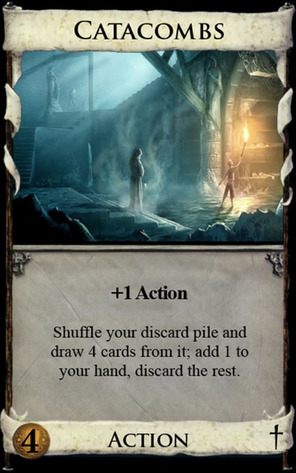 CATACOMBS
+1 Action
Shuffle your discard pile and
draw 4 cards from it; add 1 to
your hand, discard the rest.
4
ACTION
†